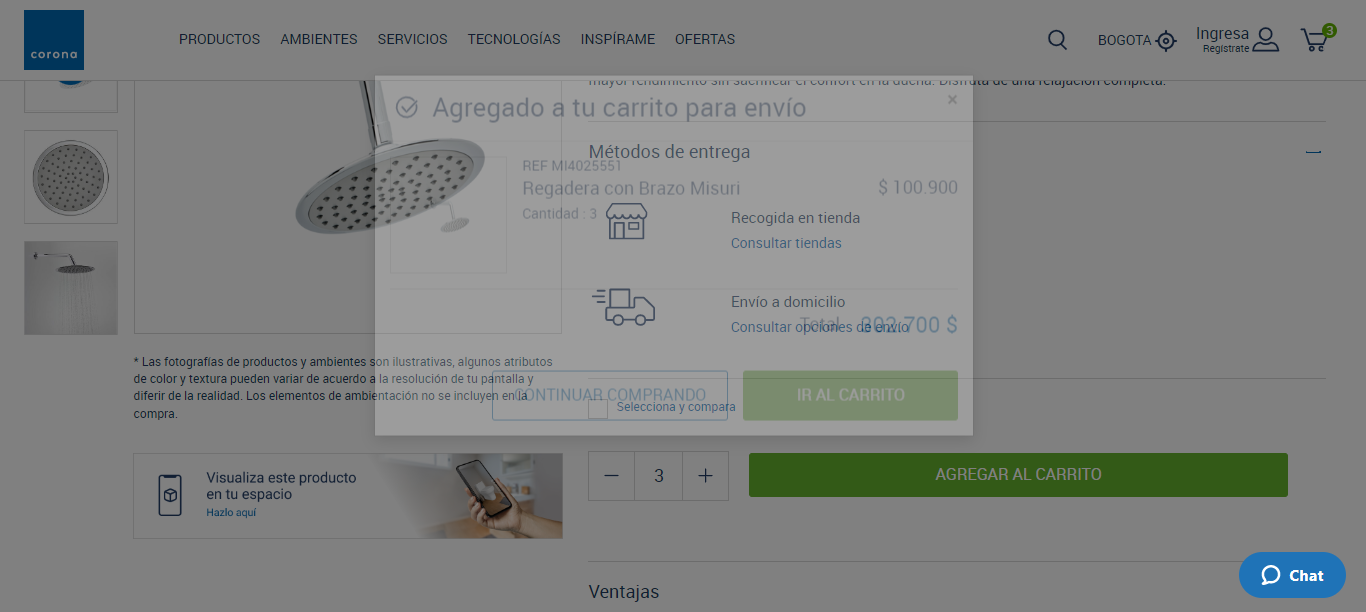 corona
PRODUCTOS
AMBIENTES
SERVICIOS
TECNOLOGÍAS
INSPÍRAME
OFERTAS
BOGOTA
Ingresa
Regístrate
3
mayor rendimiento sin sacrificar el confort en la ducha. Disfruta de una relajación completa.
Agregado a tu carrito para envío
×
Métodos de entrega
REF MI4025551
Regadera con Brazo Misuri
$ 100.900
Cantidad : 3
Recogida en tienda
Consultar tiendas
Envío a domicilio
Consultar opciones de envío
Total
302.700 $
* Las fotografías de productos y ambientes son ilustrativas, algunos atributos
de color y textura pueden variar de acuerdo a la resolución de tu pantalla y
diferir de la realidad. Los elementos de ambientación no se incluyen en la
compra.
CONTINUAR COMPRANDO
IR AL CARRITO
Selecciona y compara
Visualiza este producto
en tu espacio
Hazlo aquí
— 3 +
AGREGAR AL CARRITO
Ventajas
Chat